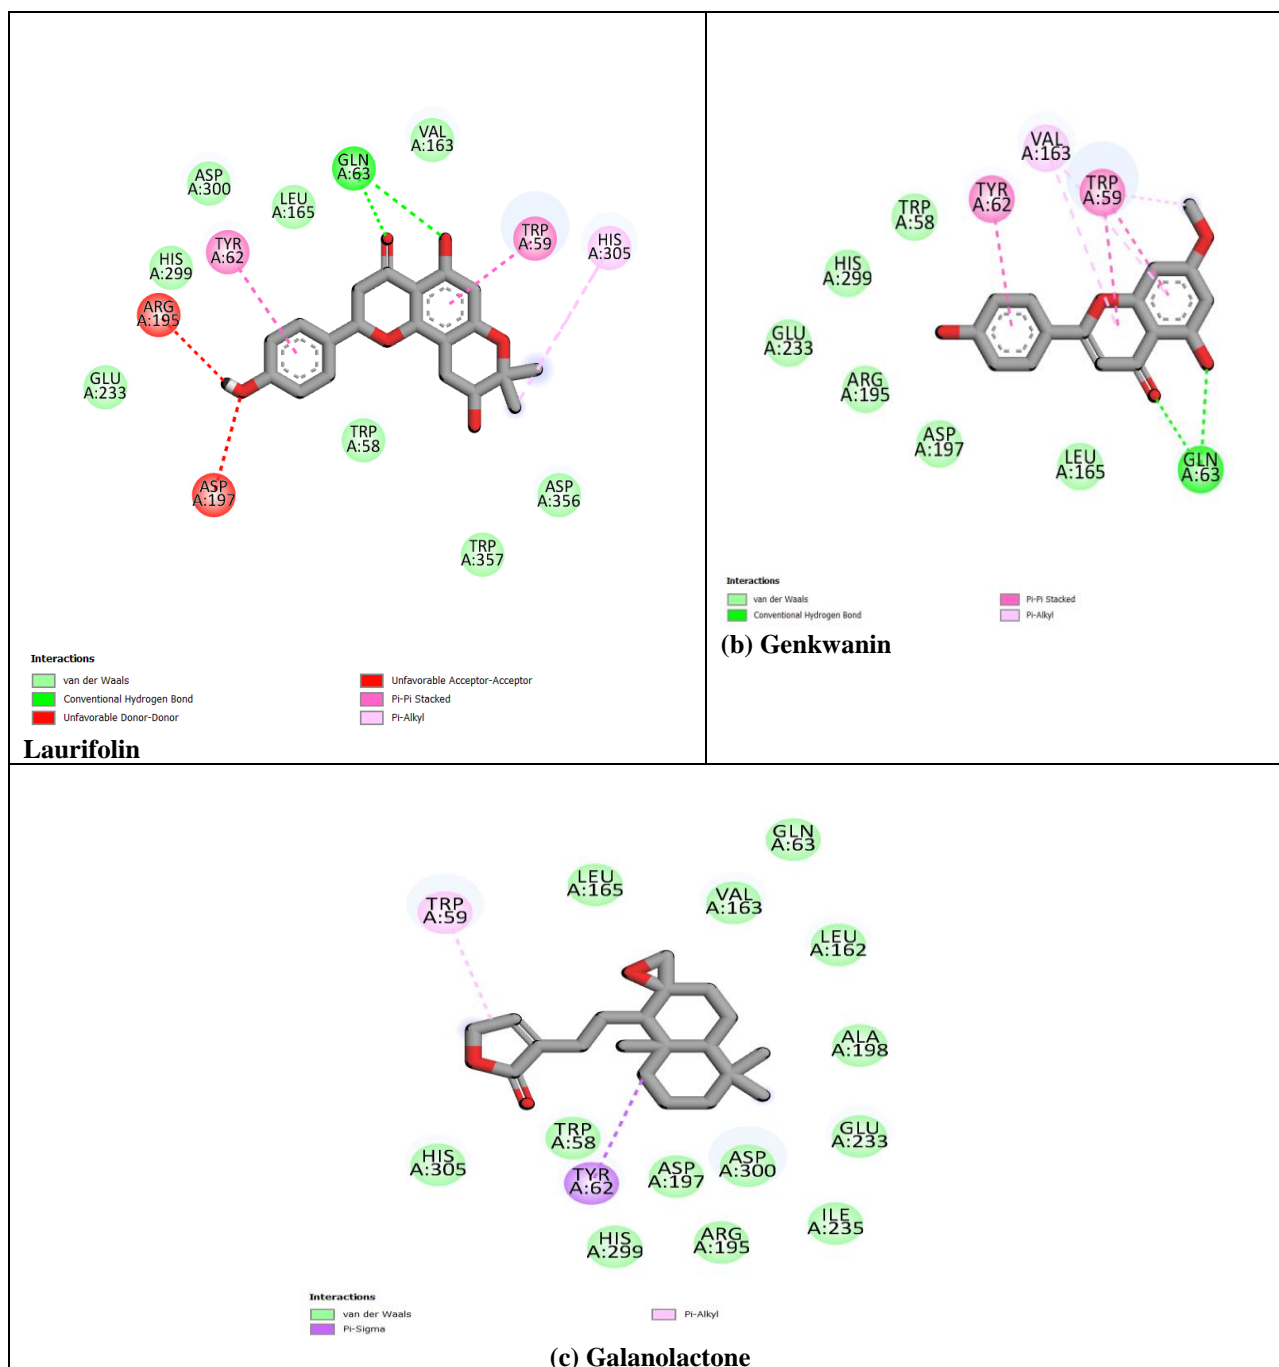 VAL
A:163
GLN
A:63
ASP
A:300
LEU
A:165
TYR
A:62
TRP
A:59
HIS
A:305
HIS
A:299
ARG
A:195
GLU
A:233
TRP
A:58
ASP
A:197
ASP
A:356
TRP
A:357
Interactions
van der Waals
Conventional Hydrogen Bond
Unfavorable Donor-Donor
Unfavorable Acceptor-Acceptor
Pi-Pi Stacked
Pi-Alkyl
Laurifolin
VAL
A:163
TYR
A:62
TRP
A:59
TRP
A:58
HIS
A:299
GLU
A:233
ARG
A:195
ASP
A:197
LEU
A:165
GLN
A:63
Interactions
van der Waals
Conventional Hydrogen Bond
Pi-Pi Stacked
Pi-Alkyl
(b) Genkwanin
GLN
A:63
LEU
A:165
VAL
A:163
TRP
A:59
LEU
A:162
ALA
A:198
GLU
A:233
TRP
A:58
HIS
A:305
TYR
A:62
ASP
A:197
ASP
A:300
ILE
A:235
HIS
A:299
ARG
A:195
Interactions
van der Waals
Pi-Sigma
Pi-Alkyl
(c) Galanolactone